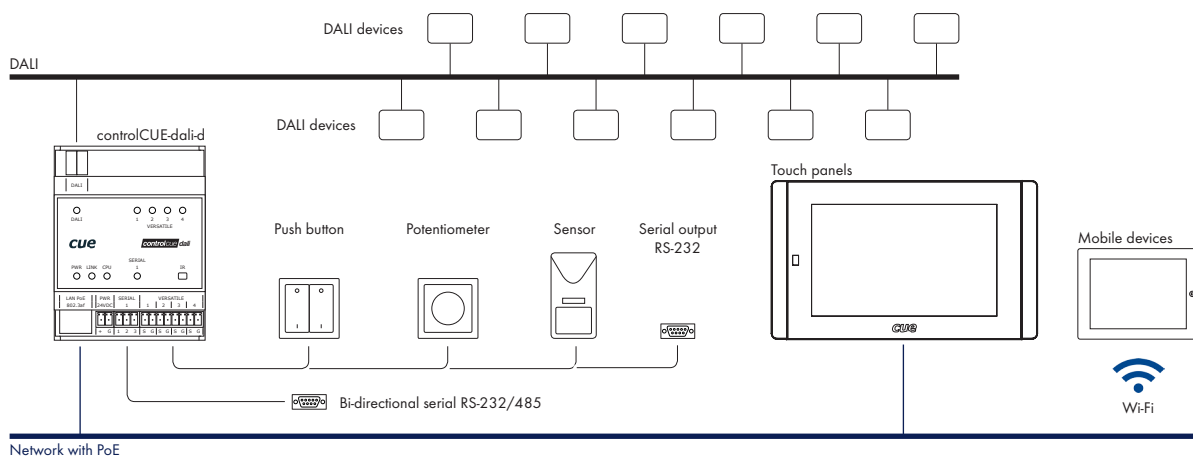 DALI devices
DALI
DALI devices
controlCUE-dali-d
DALI
DALI
1 2 3 4
VERSATILE
cue
controlcue dali
SERIAL
PWR LINK CPU 1 IR
LAN PoE PWR SERIAL VERSATILE
802.3af 24VDC 1 1 2 3 4
+ G 1 2 3 S G S G S G S G
Push button
Potentiometer
Sensor
Serial output
RS-232
Touch panels
cue
Mobile devices
Wi-Fi
Bi-directional serial RS-232/485
Network with PoE